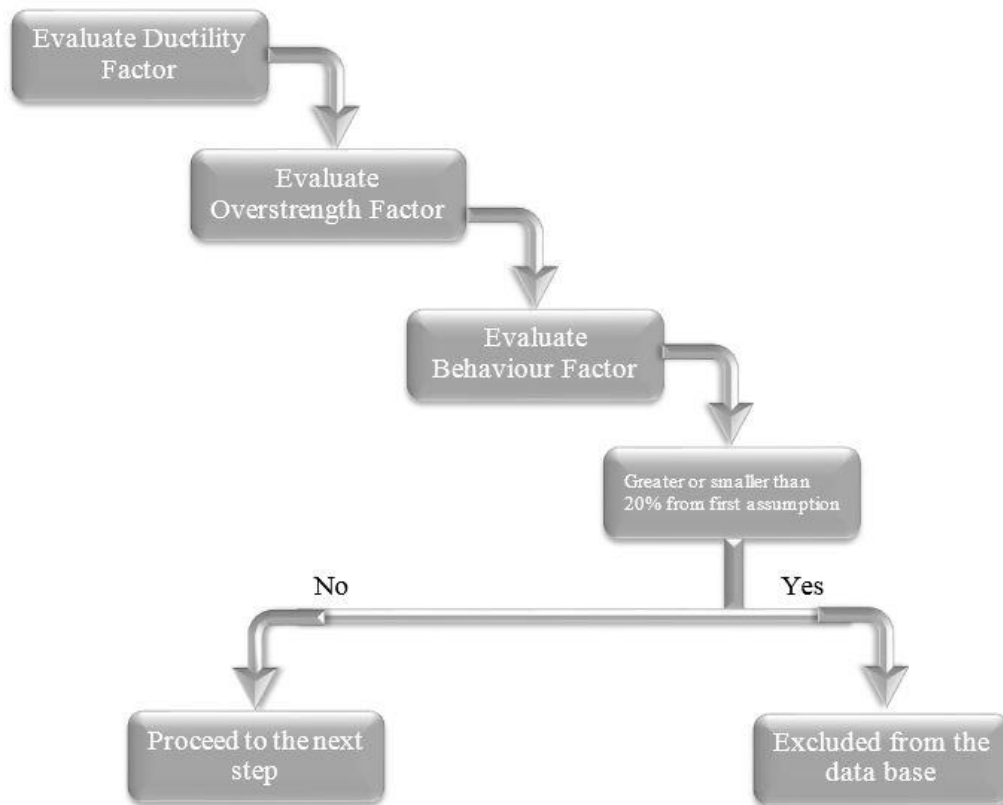 Evaluate Ductility
Factor
Evaluate
Overstrength Factor
Evaluate
Behaviour Factor
Greater or smaller than
20% from first assumption
No
Yes
Proceed to the next
step
Excluded from the
data base